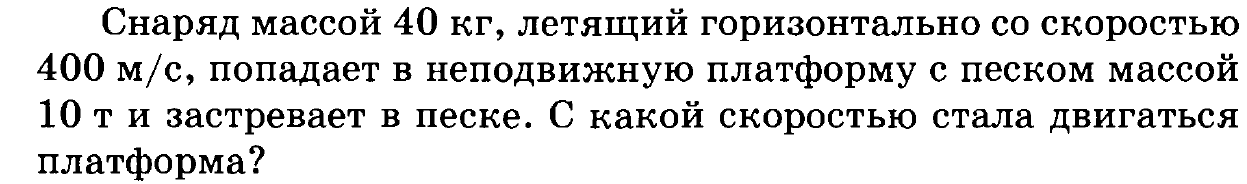 Снаряд массой 40 кг, летящий горизонтально со скоростью
400 м/с, попадает в неподвижную платформу с песком массой
10 т и застревает в песке. С какой скоростью стала двигаться
платформа?